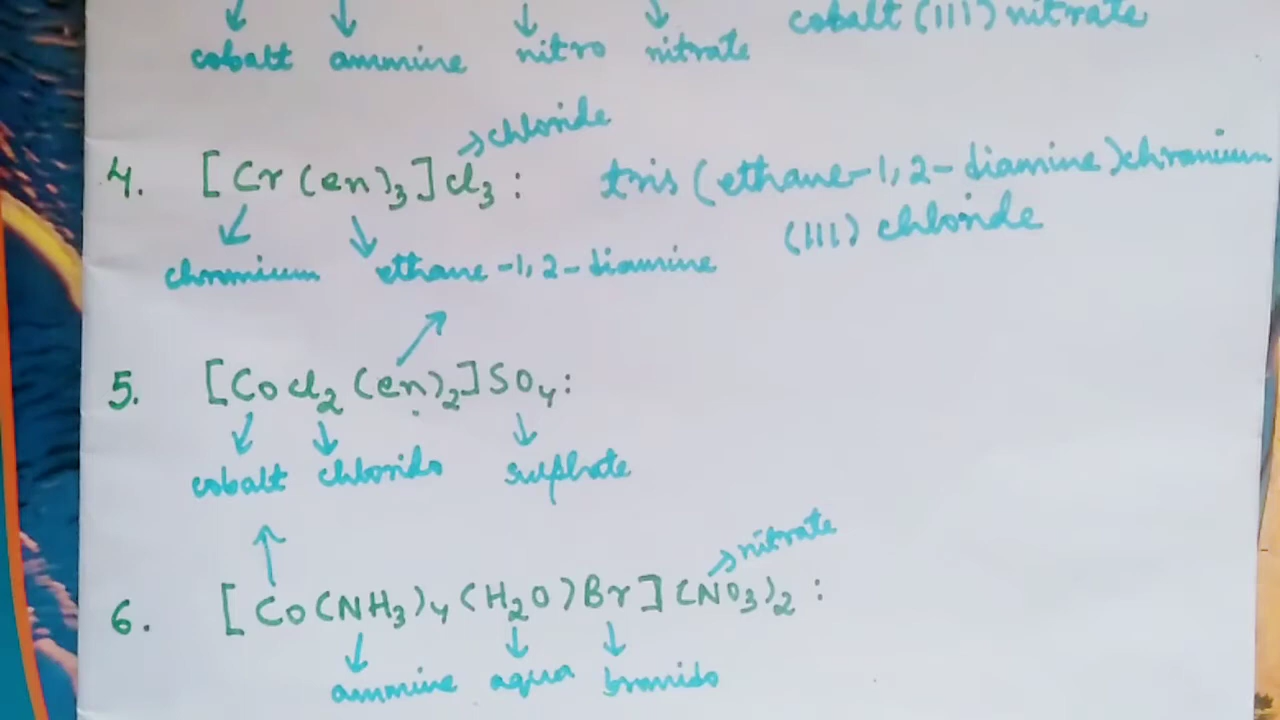 cobalt (III) nitrate
cobalt ammine nitro nitrate
chloride
4. [Cr(en)3]Cl3 : tris (ethane-1,2-diamine)chromium
(III) chloride
chromium ethane-1,2-diamine
5. [CoCl2(en)2]SO4:
cobalt chlorido sulphate
nitrate
6. [Co(NH3)4(H2O)Br](NO3)2 :
ammine aqua bromido